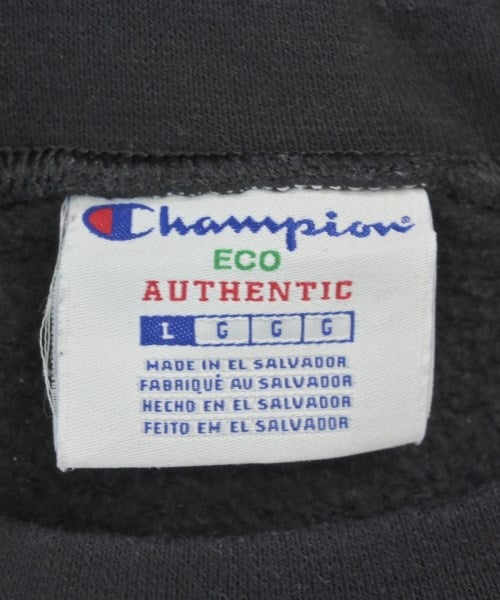 Champion
ECO
AUTHENTIC
L G G G
MADE IN EL SALVADOR
FABRIQUÉ AU SALVADOR
HECHO EN EL SALVADOR
FEITO EM EL SALVADOR